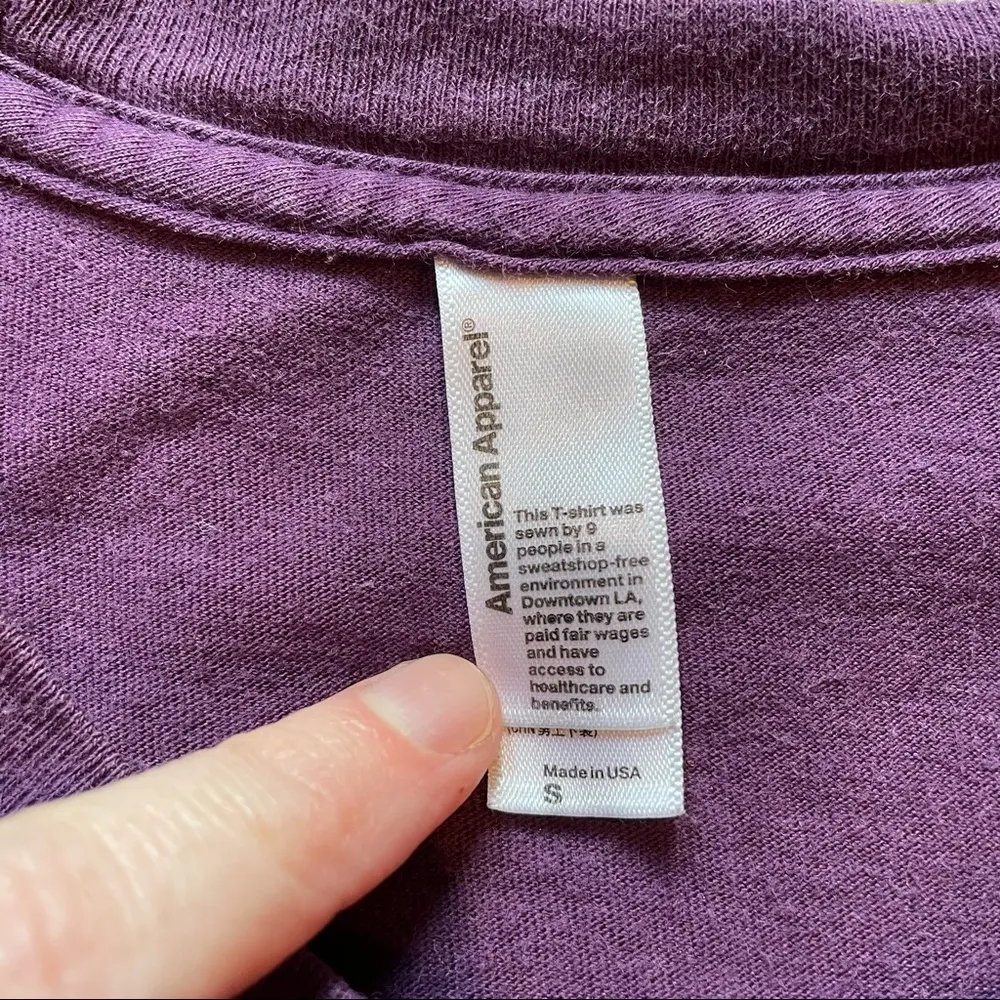 American Apparel®
This T-shirt was
sewn by 9
people in a
sweatshop-free
environment in
Downtown LA,
where they are
paid fair wages
and have
access to
healthcare and
benefits.
Made in USA
S